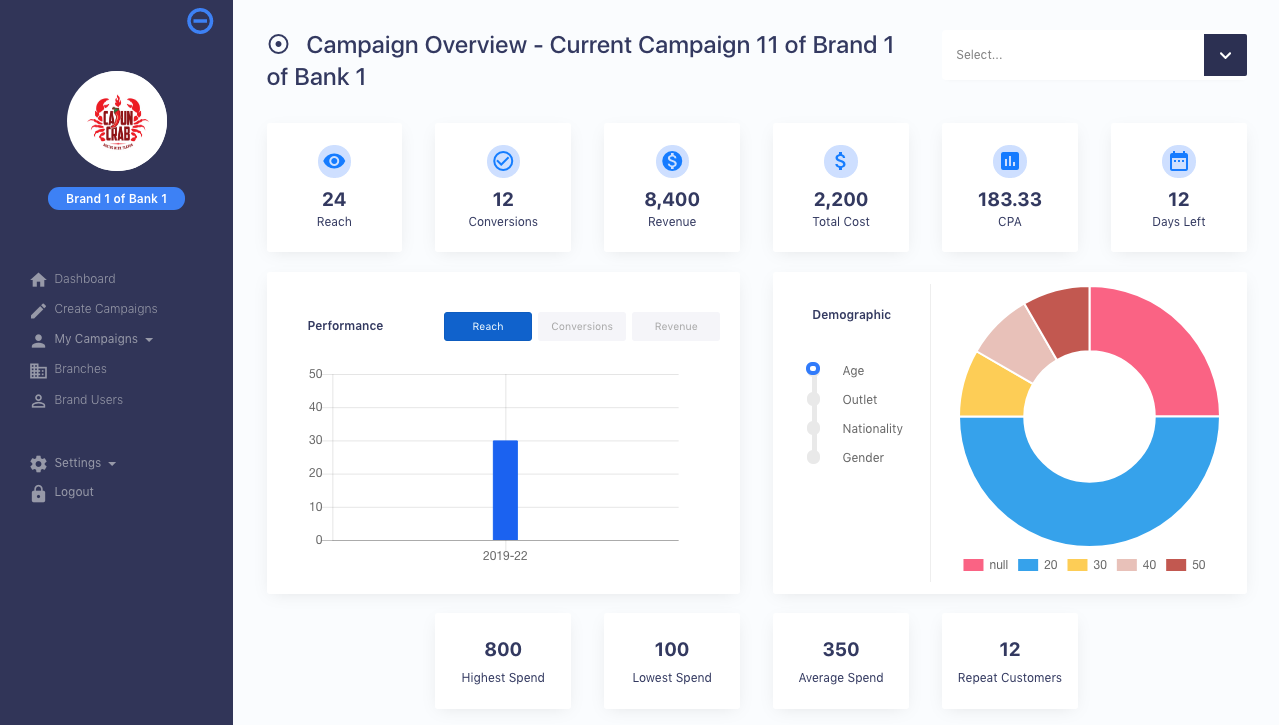 CAJUN
CRAB
Brand 1 of Bank 1
Dashboard
Create Campaigns
My Campaigns
Branches
Brand Users
Settings
Logout
Campaign Overview - Current Campaign 11 of Brand 1
of Bank 1
Select...
24
Reach
12
Conversions
8,400
Revenue
2,200
Total Cost
183.33
CPA
12
Days Left
Performance
Reach
Conversions
Revenue
50
40
30
20
10
0
2019-22
Demographic
Age
Outlet
Nationality
Gender
null 20 30 40 50
800
Highest Spend
100
Lowest Spend
350
Average Spend
12
Repeat Customers